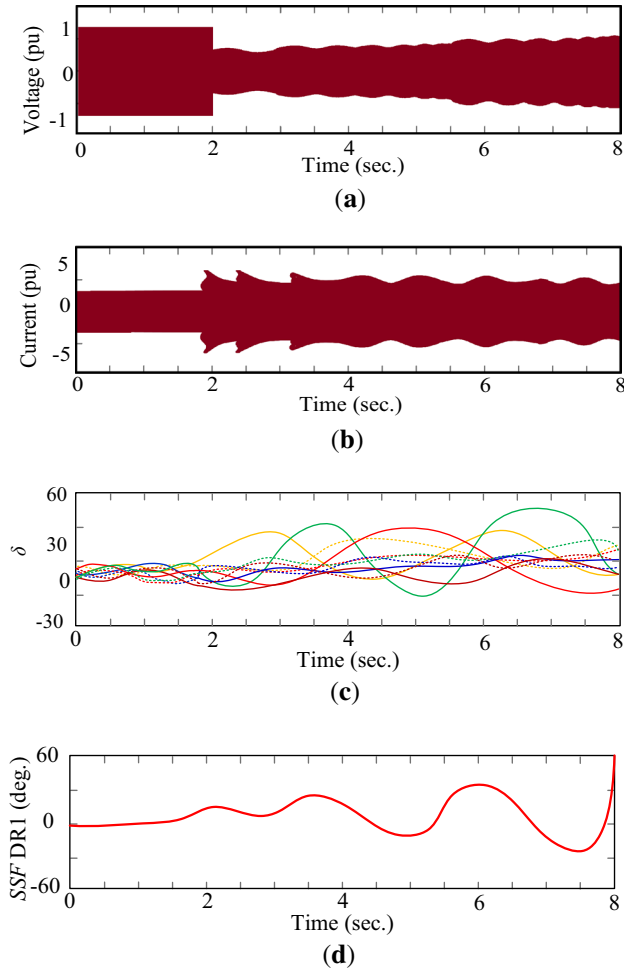 1
0
-1
Voltage (pu)
0 2 4 6 8
Time (sec.)
(a)
5
0
-5
Current (pu)
0 2 4 6 8
Time (sec.)
(b)
60
30
0
-30
δ
0 2 4 6 8
Time (sec.)
(c)
60
0
-60
SSF DR1 (deg.)
0 2 4 6 8
Time (sec.)
(d)